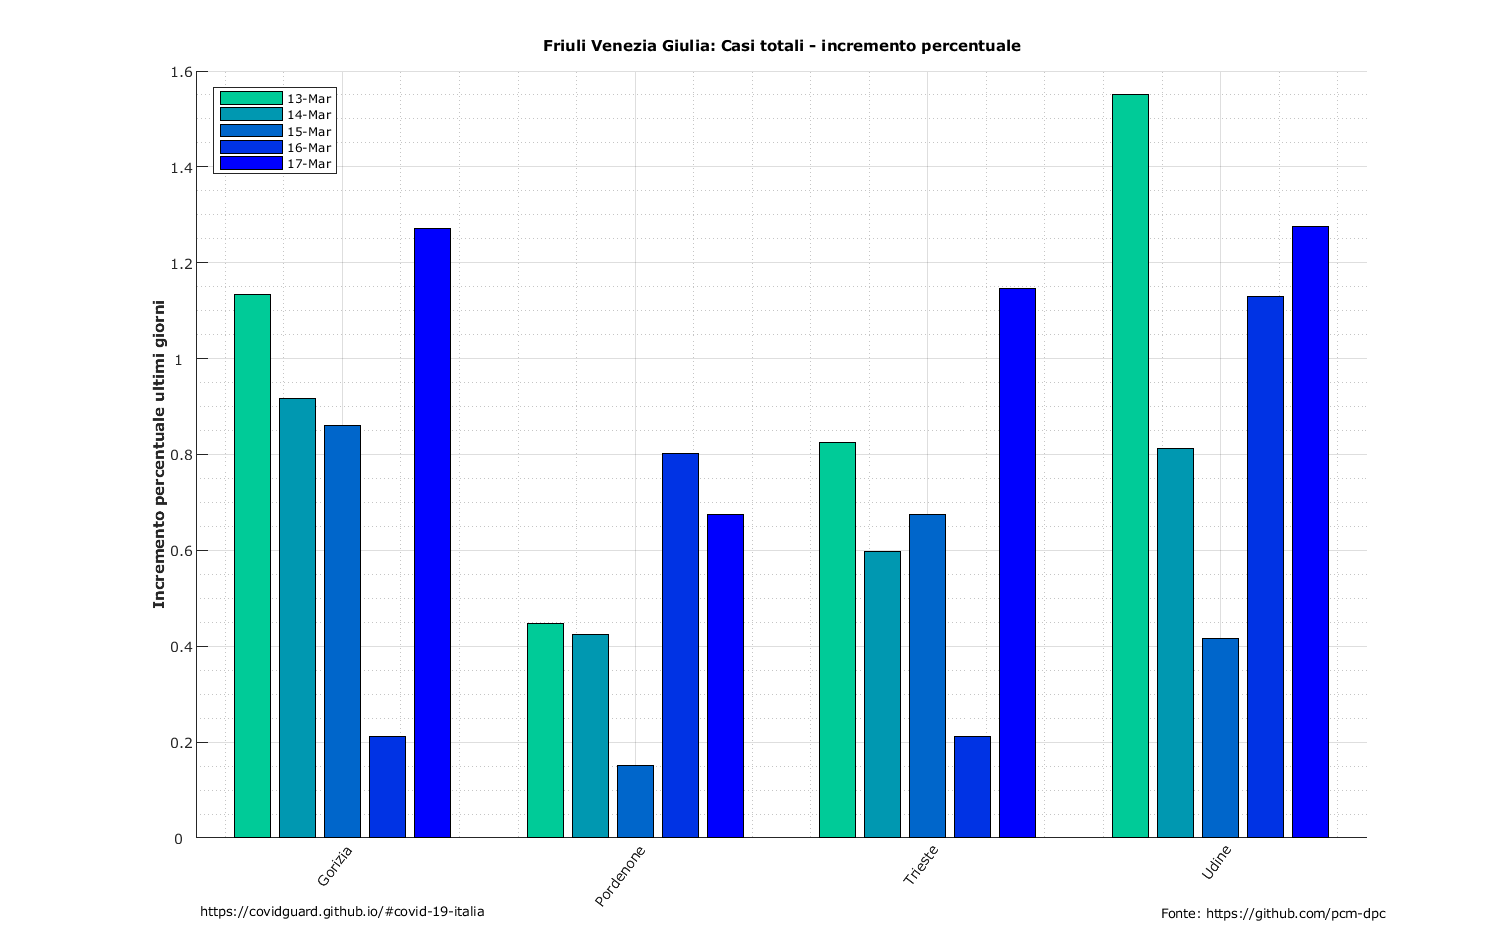 Friuli Venezia Giulia: Casi totali - incremento percentuale
13-Mar
14-Mar
15-Mar
16-Mar
17-Mar
Incremento percentuale ultimi giorni
1.6
1.4
1.2
1
0.8
0.6
0.4
0.2
0
Gorizia
Pordenone
Trieste
Udine
https://covidguard.github.io/#covid-19-italia
Fonte: https://github.com/pcm-dpc